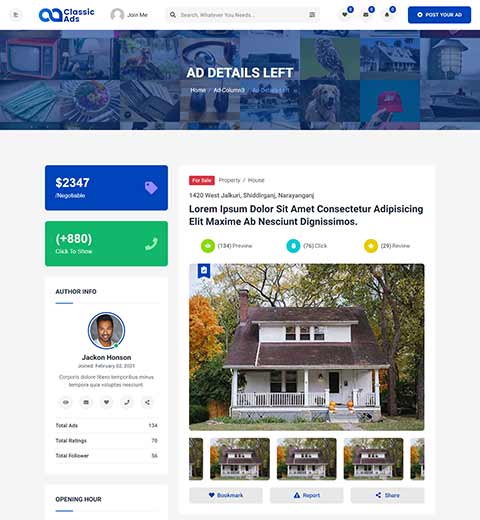 Classic
Ads
Join Me
Search, Whatever You Needs...
0
0
0
POST YOUR AD
AD DETAILS LEFT
Home / Ad-Column3 / Ad-Details-Left
$2347
/Negotiable
(+880)
Click To Show
AUTHOR INFO
Jackon Honson
Joined: February 02, 2021
Corporis dolore libero temporibus minus
tempora quia voluptas nesciunt.
Total Ads 134
Total Ratings 78
Total Follower 56
OPENING HOUR
For Sale Property / House
1420 West Jalkuri, Shiddirganj, Narayanganj
Lorem Ipsum Dolor Sit Amet Consectetur Adipisicing
Elit Maxime Ab Nesciunt Dignissimos.
(134) Preview (76) Click (29) Review
Bookmark Report Share